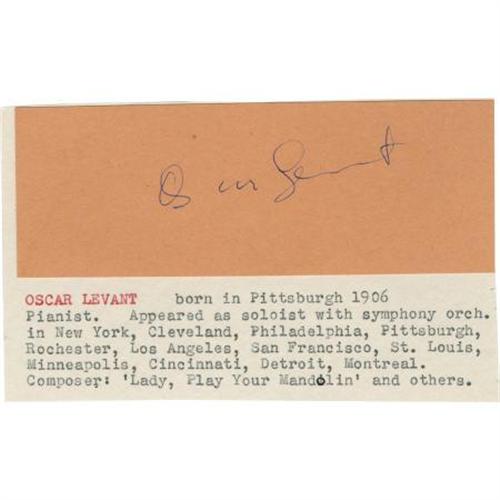 Oscar Levant
OSCAR LEVANT born in Pittsburgh 1906
Pianist. Appeared as soloist with symphony orch.
in New York, Cleveland, Philadelphia, Pittsburgh,
Rochester, Los Angeles, San Francisco, St. Louis,
Minneapolis, Cincinnati, Detroit, Montreal.
Composer: 'Lady, Play Your Mandolin' and others.